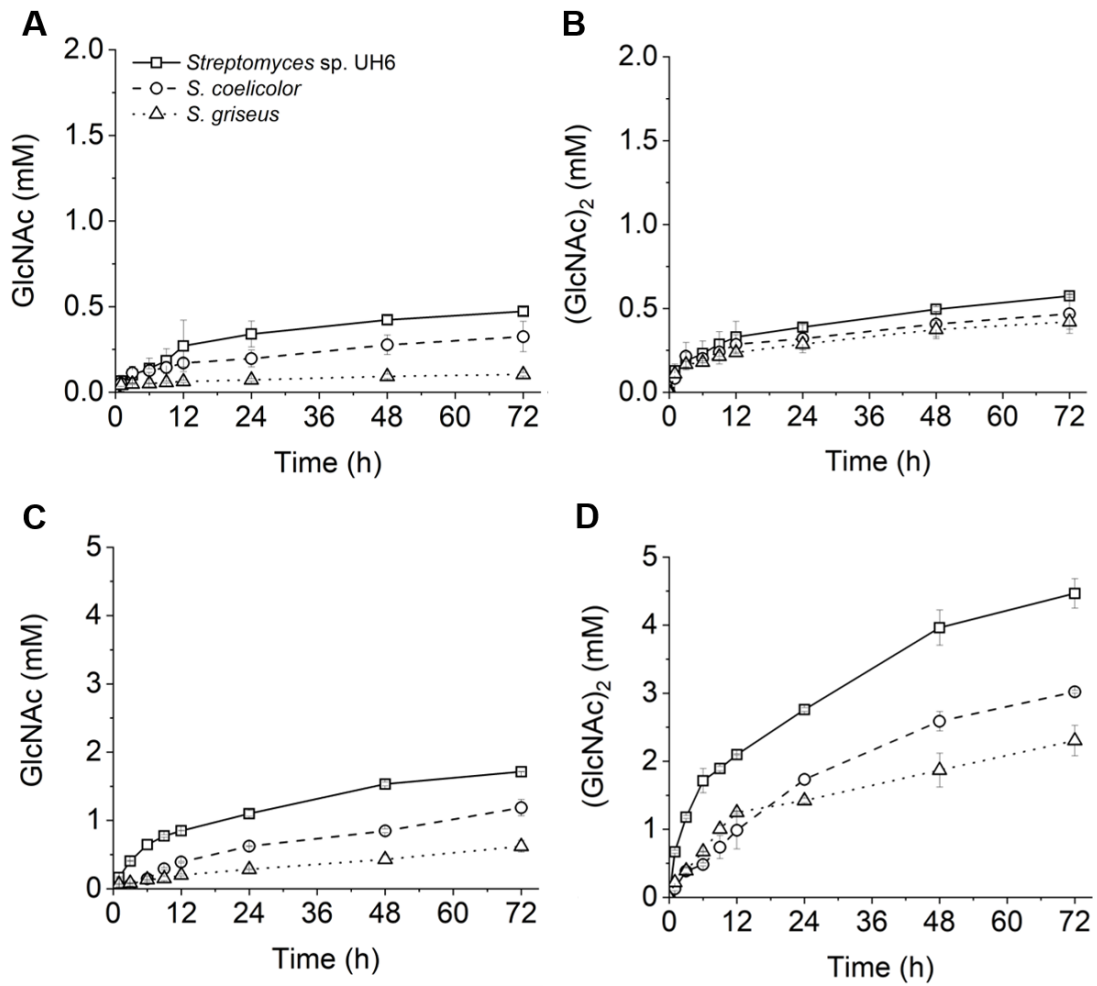 A
2.0
1.5
1.0
0.5
0.0
GlcNAc (mM)
Streptomyces sp. UH6
S. coelicolor
S. griseus
0 12 24 36 48 60 72
Time (h)
B
2.0
1.5
1.0
0.5
0.0
(GlcNAc)₂ (mM)
0 12 24 36 48 60 72
Time (h)
C
5
4
3
2
1
0
GlcNAc (mM)
0 12 24 36 48 60 72
Time (h)
D
5
4
3
2
1
0
(GlcNAc)₂ (mM)
0 12 24 36 48 60 72
Time (h)